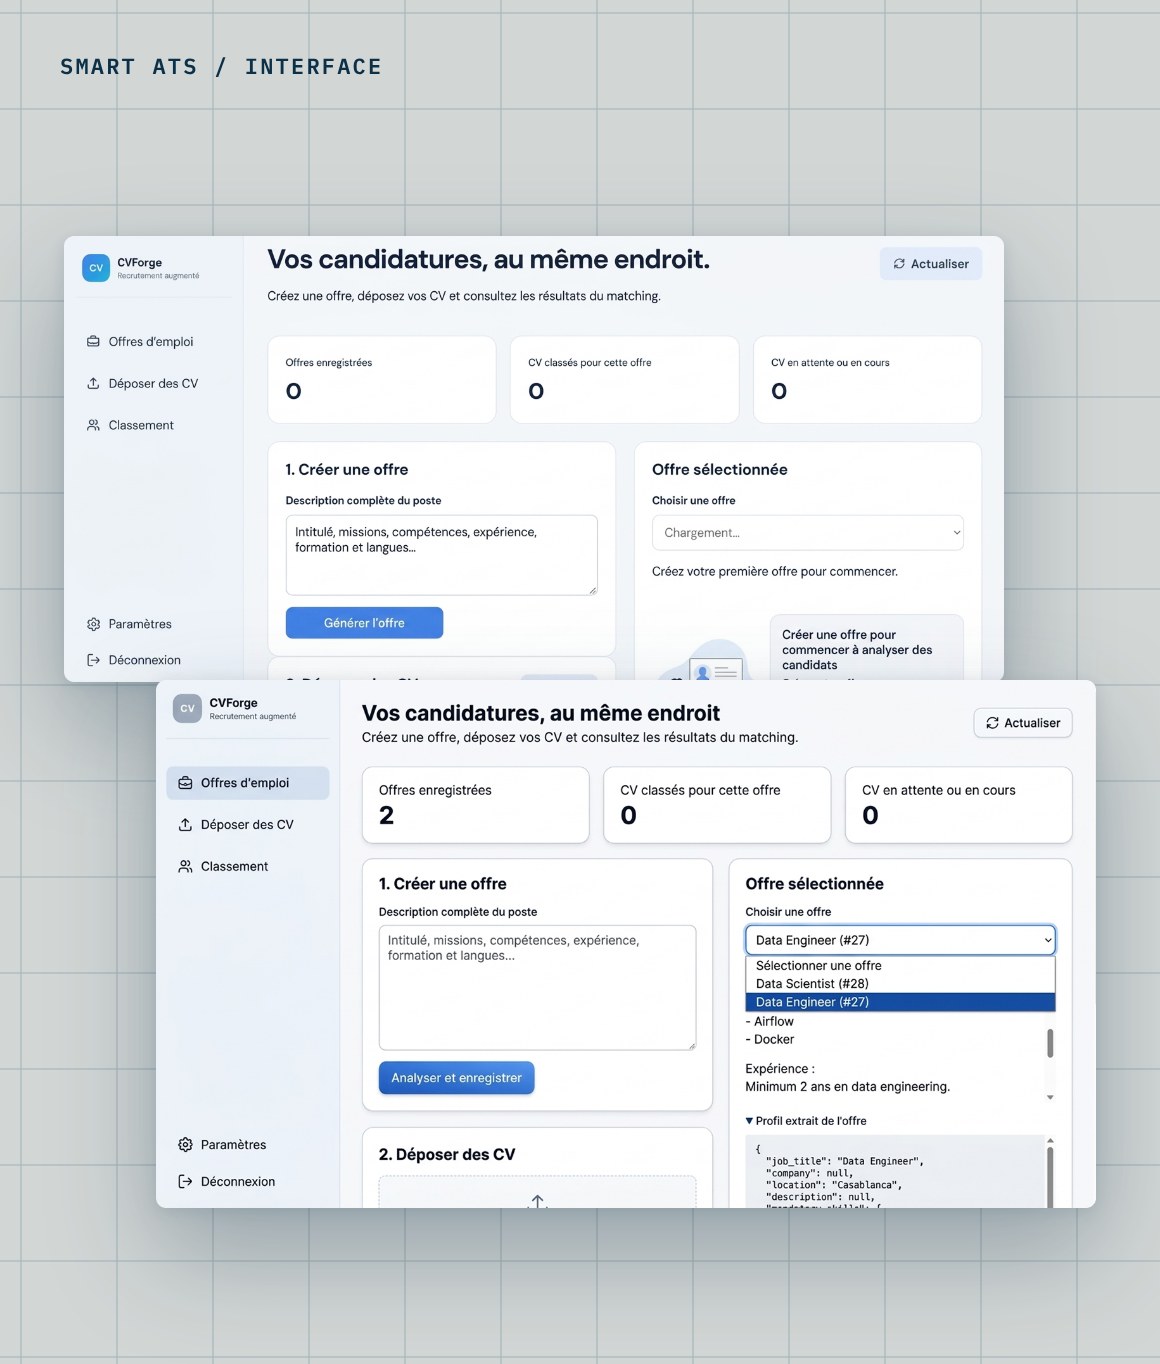 SMART ATS / INTERFACE
CV
CVForge
Recrutement augmenté
Offres d'emploi
Déposer des CV
Classement
Paramètres
Déconnexion
Vos candidatures, au même endroit.
Créez une offre, déposez vos CV et consultez les résultats du matching.
Actualiser
Offres enregistrées
0
CV classés pour cette offre
0
CV en attente ou en cours
0
1. Créer une offre
Description complète du poste
Intitulé, missions, compétences, expérience,
formation et langues...
Générer l'offre
Offre sélectionnée
Choisir une offre
Chargement...
Créez votre première offre pour commencer.
Créer une offre pour
commencer à analyser des
candidats
CV
CVForge
Recrutement augmenté
Offres d'emploi
Déposer des CV
Classement
Paramètres
Déconnexion
Vos candidatures, au même endroit
Créez une offre, déposez vos CV et consultez les résultats du matching.
Actualiser
Offres enregistrées
2
CV classés pour cette offre
0
CV en attente ou en cours
0
1. Créer une offre
Description complète du poste
Intitulé, missions, compétences, expérience,
formation et langues...
Analyser et enregistrer
2. Déposer des CV
Offre sélectionnée
Choisir une offre
Data Engineer (#27)
Sélectionner une offre
Data Scientist (#28)
Data Engineer (#27)
- Airflow
- Docker
Expérience :
Minimum 2 ans en data engineering.
Profil extrait de l'offre
{
"job_title": "Data Engineer",
"company": null,
"location": "Casablanca",
"description": null,